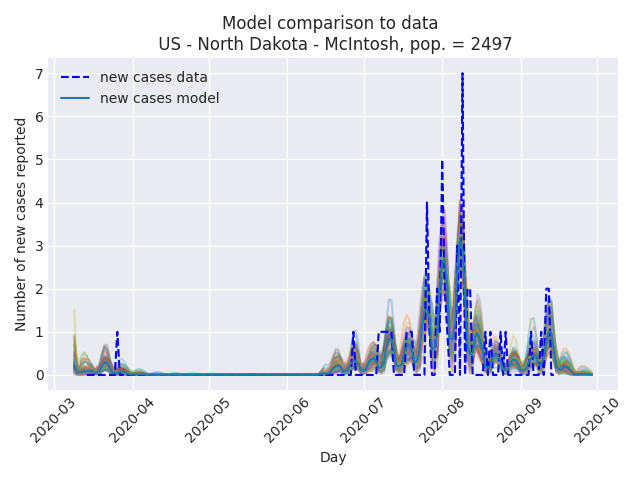 Model comparison to data
US - North Dakota - McIntosh, pop. = 2497
new cases data
new cases model
Number of new cases reported
7
6
5
4
3
2
1
0
2020-03
2020-04
2020-05
2020-06
2020-07
2020-08
2020-09
2020-10
Day